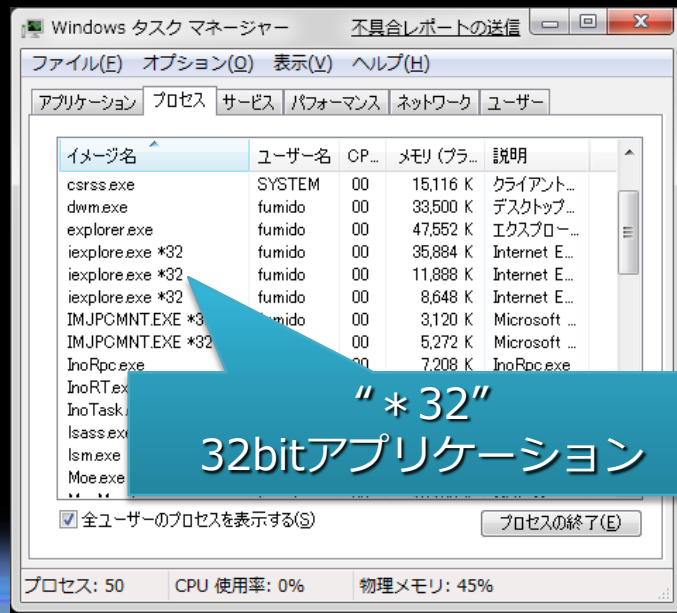 Windows タスク マネージャー 不具合レポートの送信
ファイル(F) オプション(O) 表示(V) ヘルプ(H)
アプリケーション プロセス サービス パフォーマンス ネットワーク ユーザー
イメージ名 ユーザー名 CP... メモリ (プラ... 説明
csrss.exe SYSTEM 00 15,116 K クライアント...
dwm.exe fumido 00 33,500 K デスクトップ...
explorer.exe fumido 00 47,552 K エクスプロー...
iexplore.exe *32 fumido 00 35,884 K Internet E...
iexplore.exe *32 fumido 00 11,888 K Internet E...
iexplore.exe *32 fumido 00 8,648 K Internet E...
IMJPCMNT.EXE *3 00 3,120 K Microsoft ...
IMJPCMNT.EXE *32 00 5,272 K Microsoft ...
InoRpc.exe 7,208 K InoRpc.exe
InoRT.ex
InoTask
lsass.ex
lsm.exe
Moe.exe
“＊32”
32bitアプリケーション
全ユーザーのプロセスを表示する(S) プロセスの終了(E)
プロセス: 50 CPU 使用率: 0% 物理メモリ: 45%